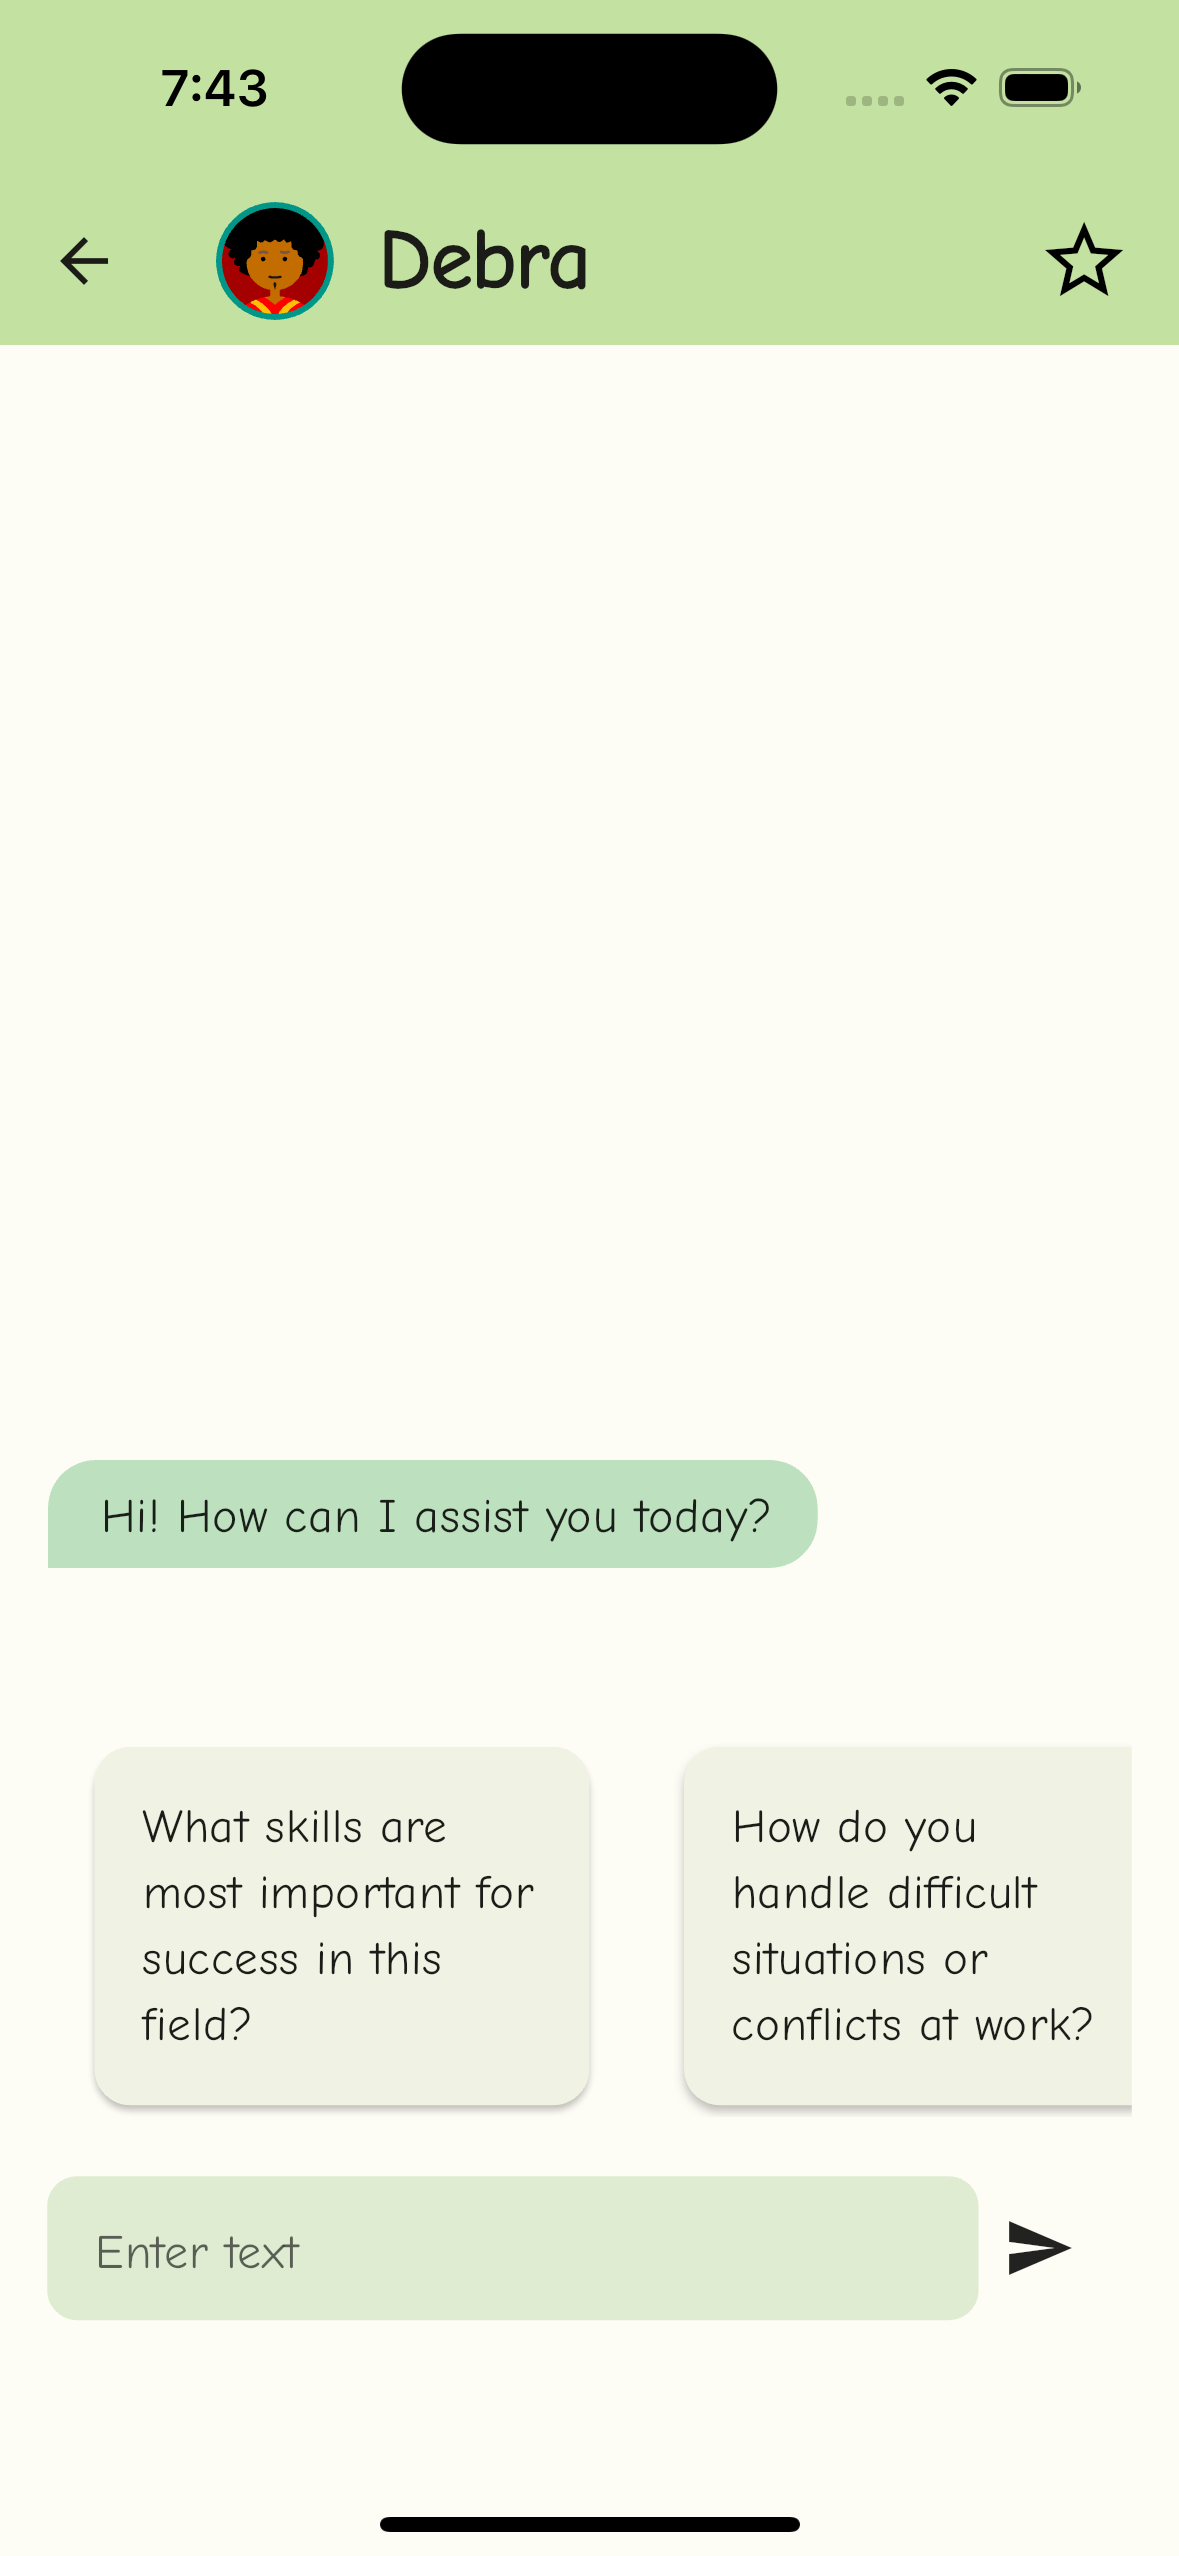 7:43
Debra
Hi! How can I assist you today?
What skills are
most important for
success in this
field?
How do you
handle difficult
situations or
conflicts at work?
Enter text